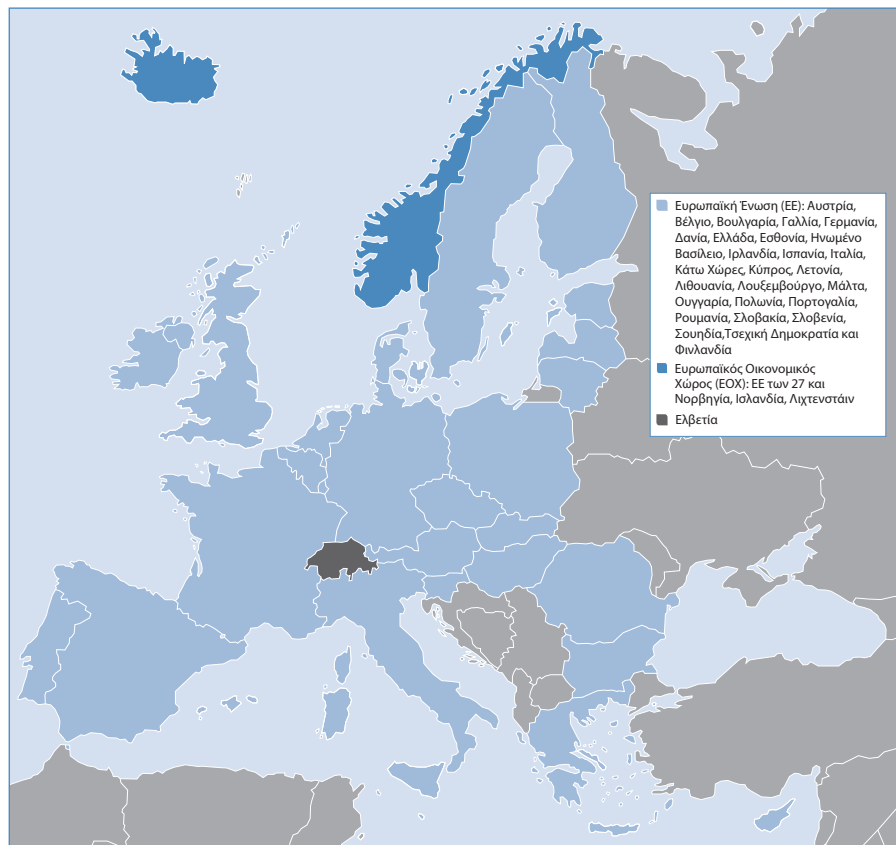 Ευρωπαϊκή Ένωση (ΕΕ): Αυστρία,
Βέλγιο, Βουλγαρία, Γαλλία, Γερμανία,
Δανία, Ελλάδα, Εσθονία, Ηνωμένο
Βασίλειο, Ιρλανδία, Ισπανία, Ιταλία,
Κάτω Χώρες, Κύπρος, Λετονία,
Λιθουανία, Λουξεμβούργο, Μάλτα,
Ουγγαρία, Πολωνία, Πορτογαλία,
Ρουμανία, Σλοβακία, Σλοβενία,
Σουηδία,Τσεχική Δημοκρατία και
Φινλανδία
Ευρωπαϊκός Οικονομικός
Χώρος (ΕΟΧ): ΕΕ των 27 και
Νορβηγία, Ισλανδία, Λιχτενστάιν
Ελβετία